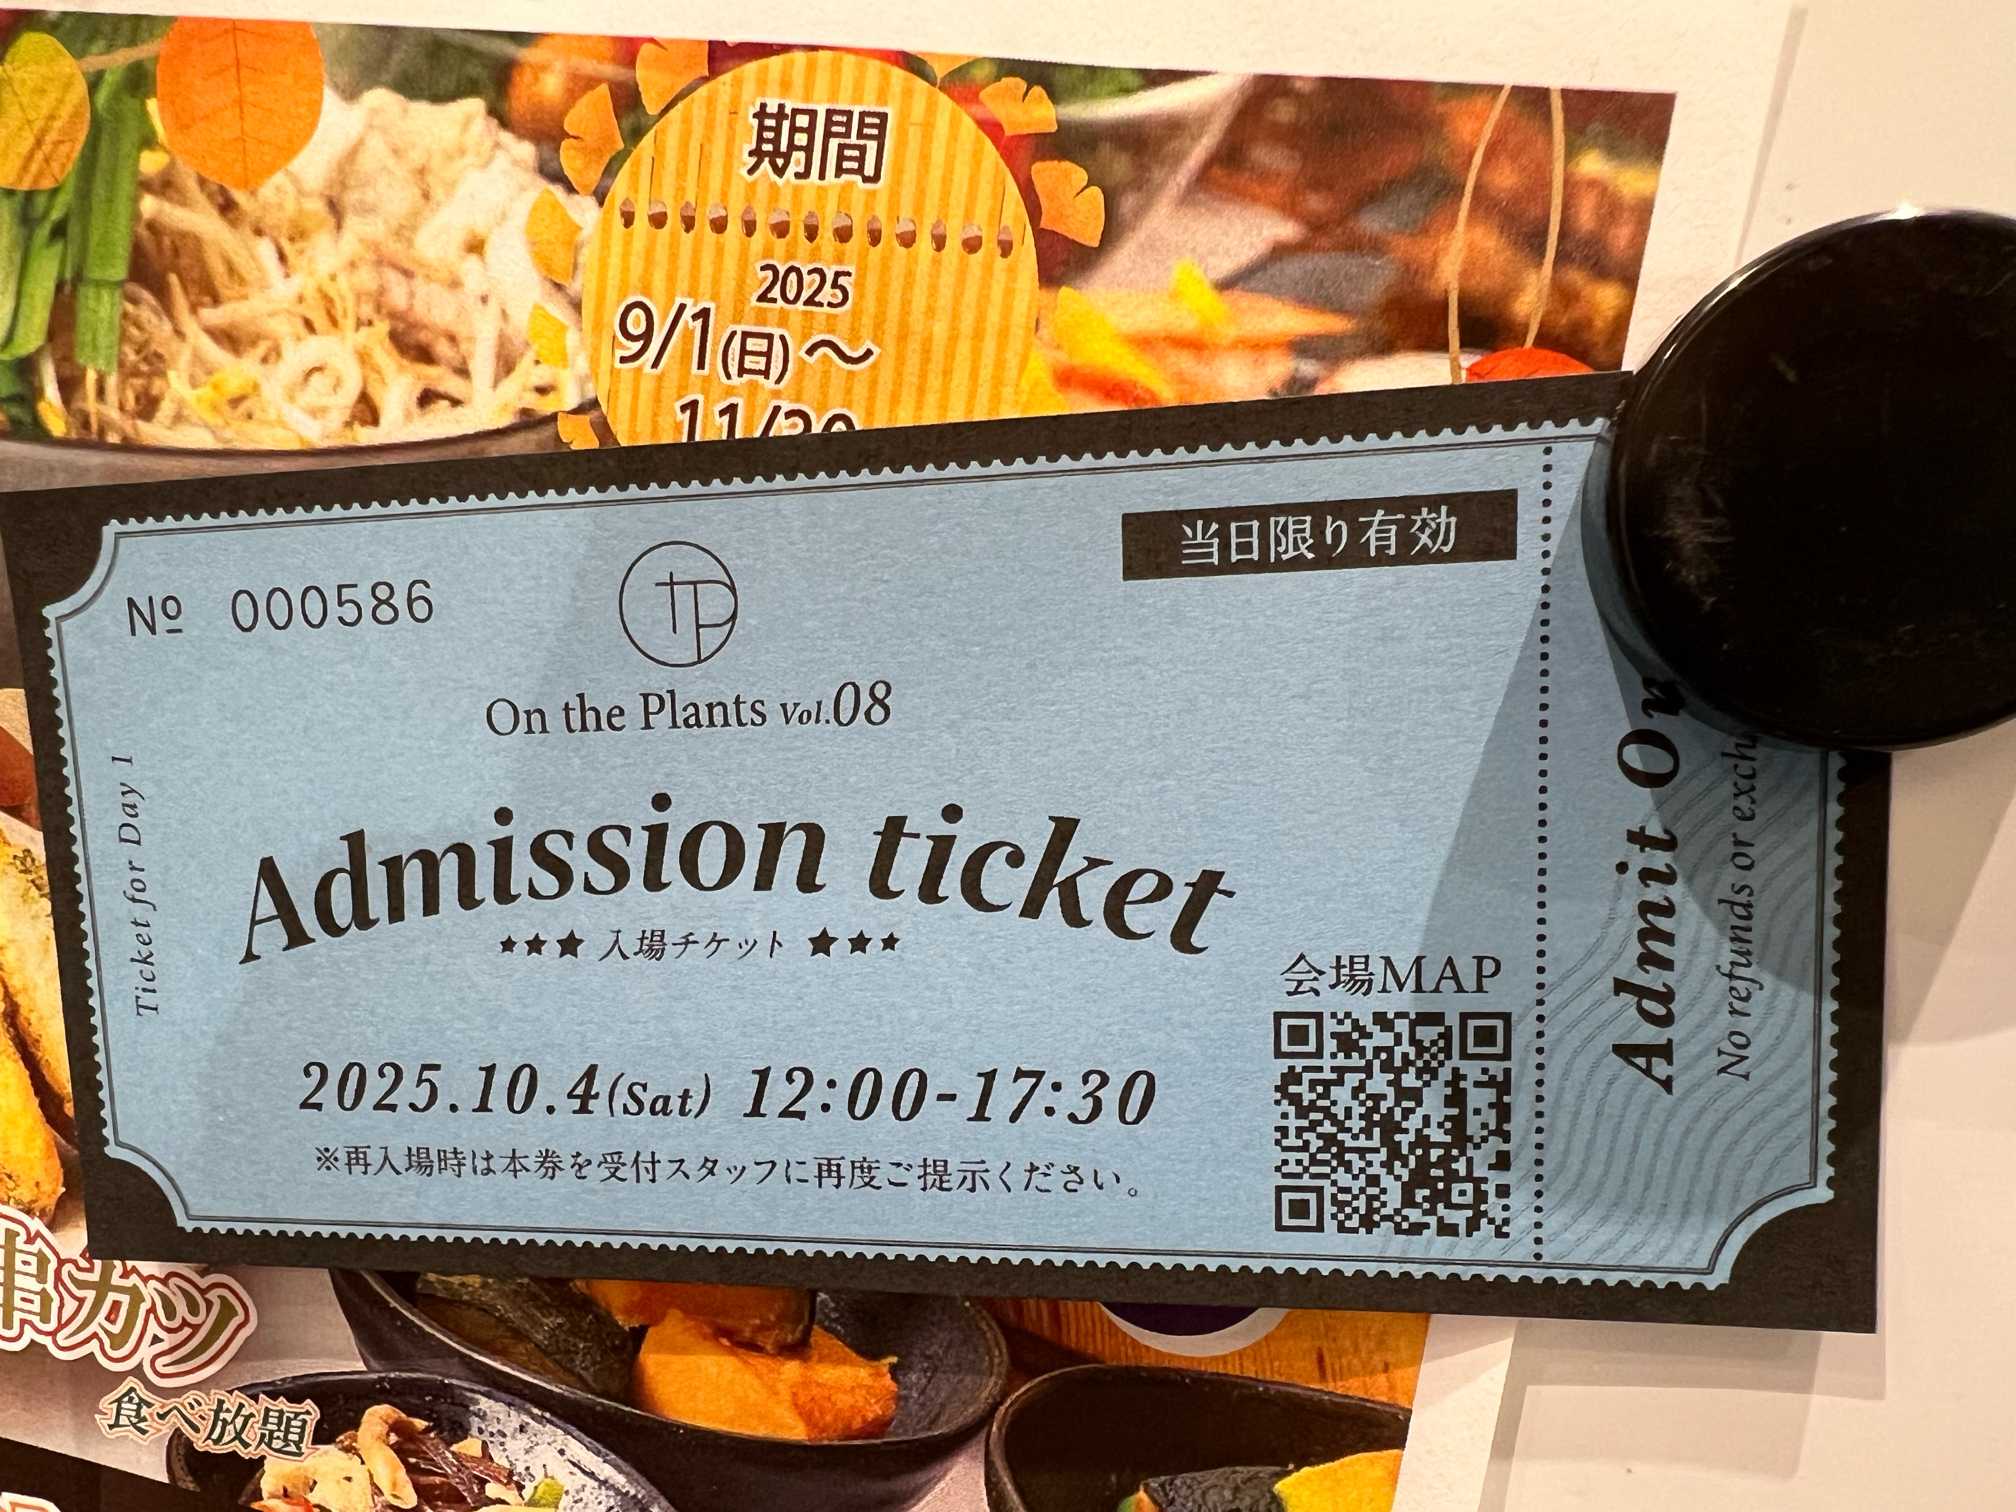 期間
2025
9/1(日)～
11/30
当日限り有効
Nº 000586
TP
On the Plants Vol.08
Ticket for Day 1
Admission ticket
★★★ 入場チケット ★★★
会場MAP
2025.10.4(Sat) 12:00-17:30
※再入場時は本券を受付スタッフに再度ご提示ください。
Admit
No refunds or
串カツ
食べ放題